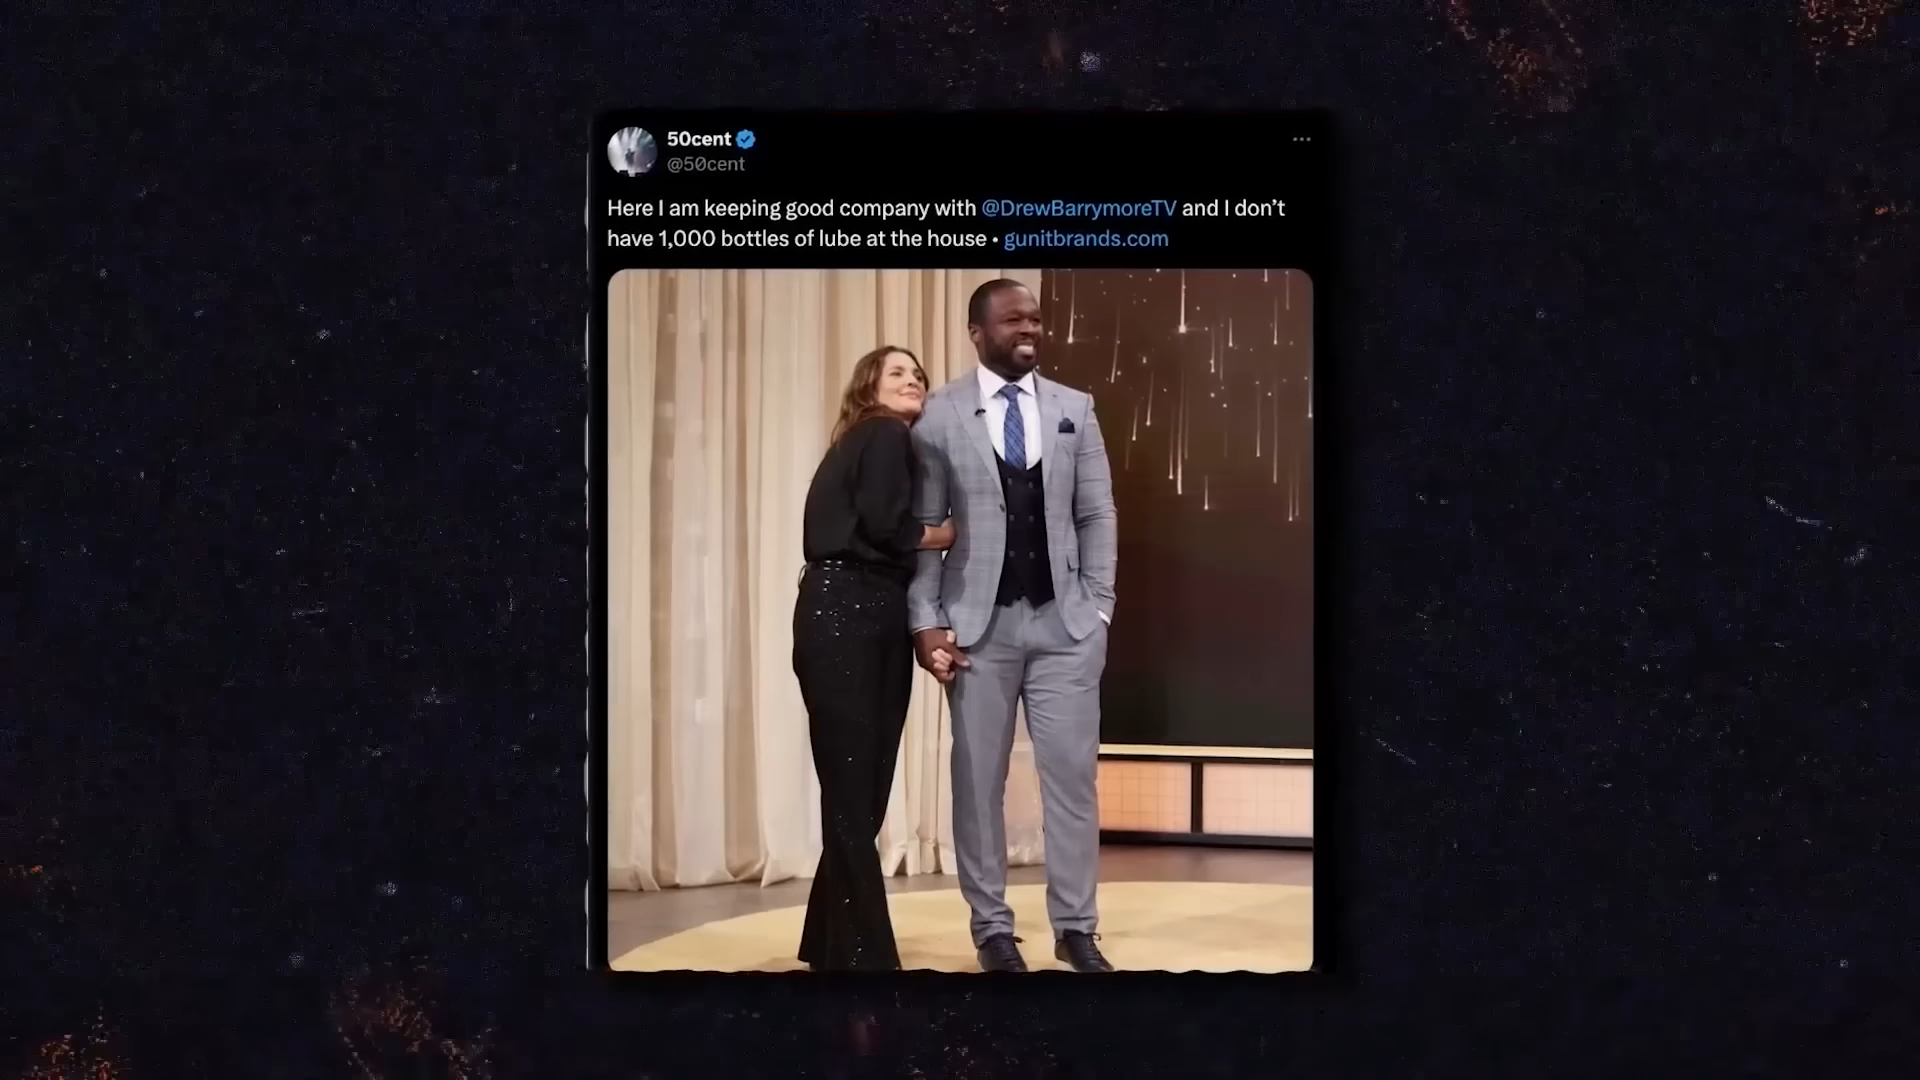 50cent
@50cent
Here I am keeping good company with @DrewBarrymoreTV and I don’t
have 1,000 bottles of lube at the house • gunitbrands.com